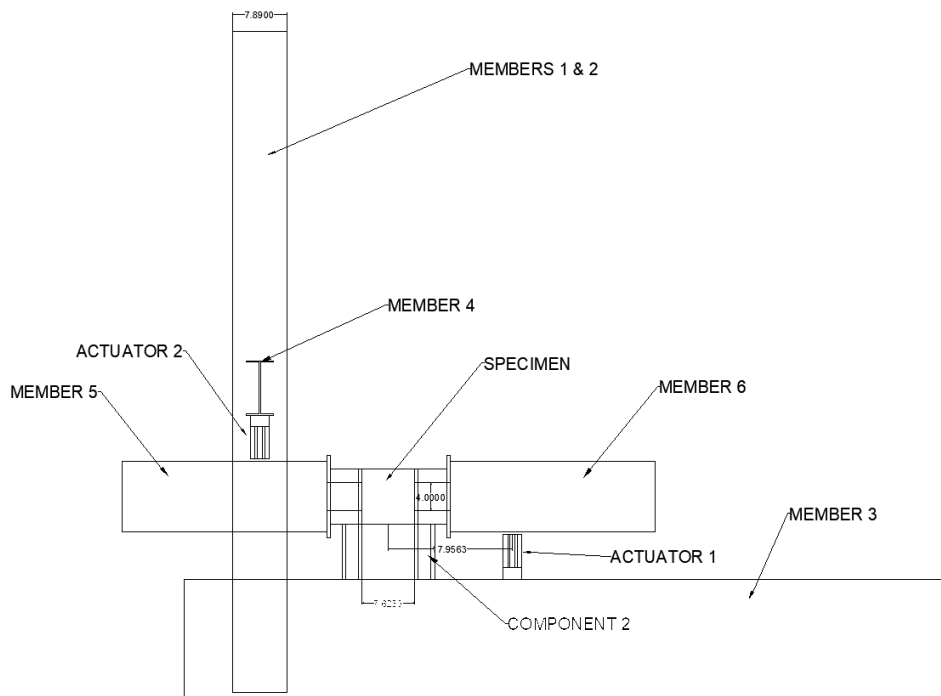 7.8900
MEMBERS 1 & 2
MEMBER 4
ACTUATOR 2
SPECIMEN
MEMBER 5
MEMBER 6
4.0000
MEMBER 3
17.9563
ACTUATOR 1
COMPONENT 2